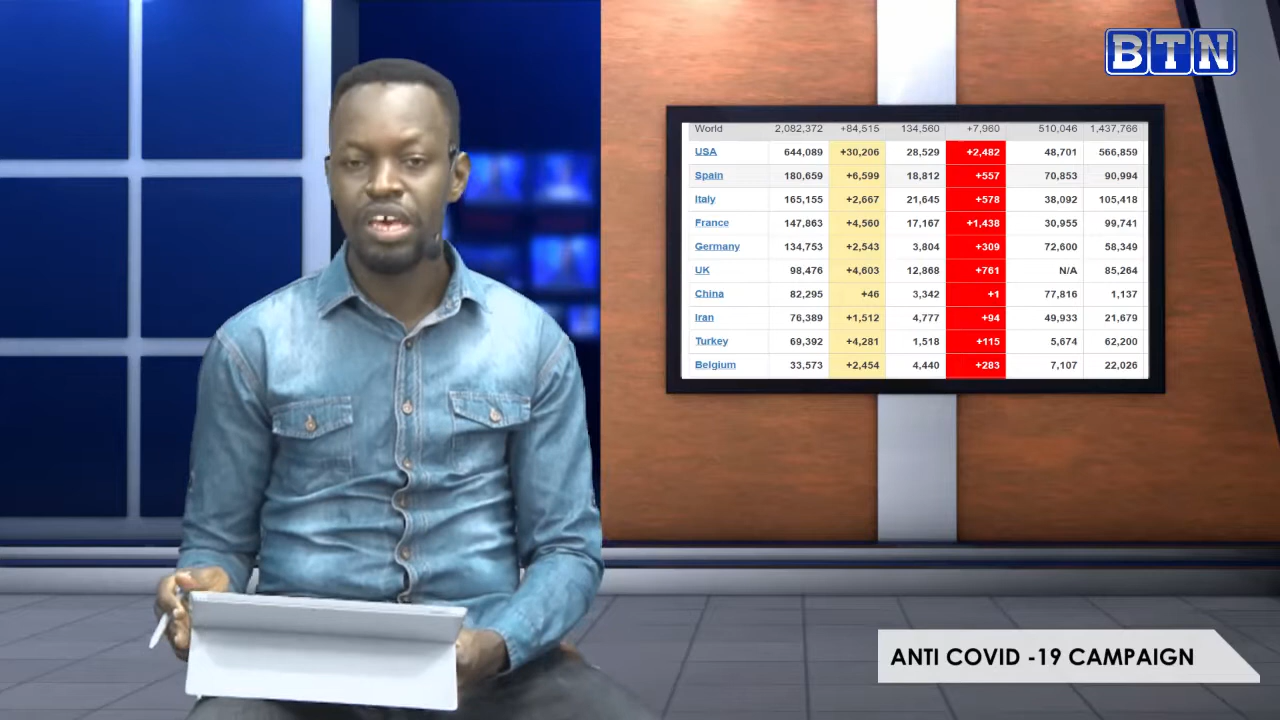 BTN
World 2,082,372 +84,515 134,560 +7,960 510,046 1,437,766
USA 644,089 +30,206 28,529 +2,482 48,701 566,859
Spain 180,659 +6,599 18,812 +557 70,853 90,994
Italy 165,155 +2,667 21,645 +578 38,092 105,418
France 147,863 +4,560 17,167 +1,438 30,955 99,741
Germany 134,753 +2,543 3,804 +309 72,600 58,349
UK 98,476 +4,603 12,868 +761 N/A 85,264
China 82,295 +46 3,342 +1 77,816 1,137
Iran 76,389 +1,512 4,777 +94 49,933 21,679
Turkey 69,392 +4,281 1,518 +115 5,674 62,200
Belgium 33,573 +2,454 4,440 +283 7,107 22,026
ANTI COVID -19 CAMPAIGN